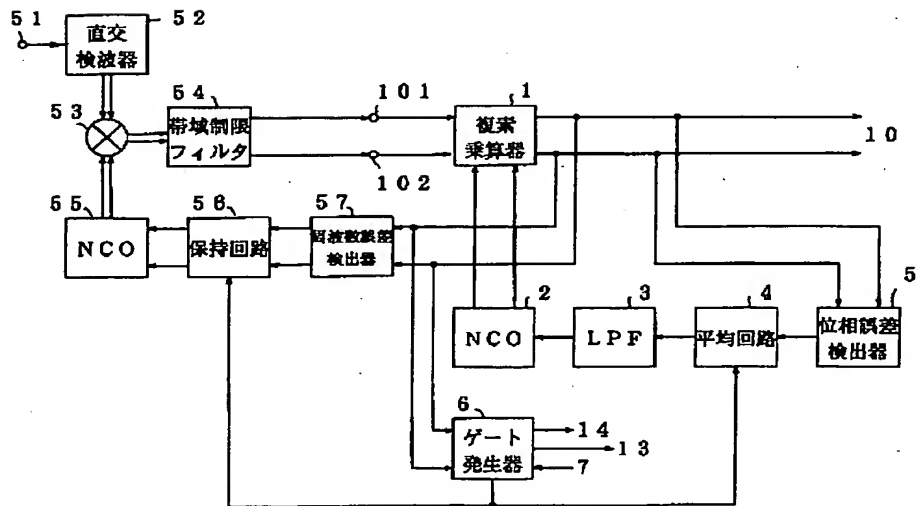 51
52
直交
検波器
53
54
帯域制限
フィルタ
101
102
1
複素
乗算器
10
55
NCO
56
保持回路
57
周波数誤差
検出器
2
NCO
3
LPF
4
平均回路
5
位相誤差
検出器
6
ゲート
発生器
14
13
7